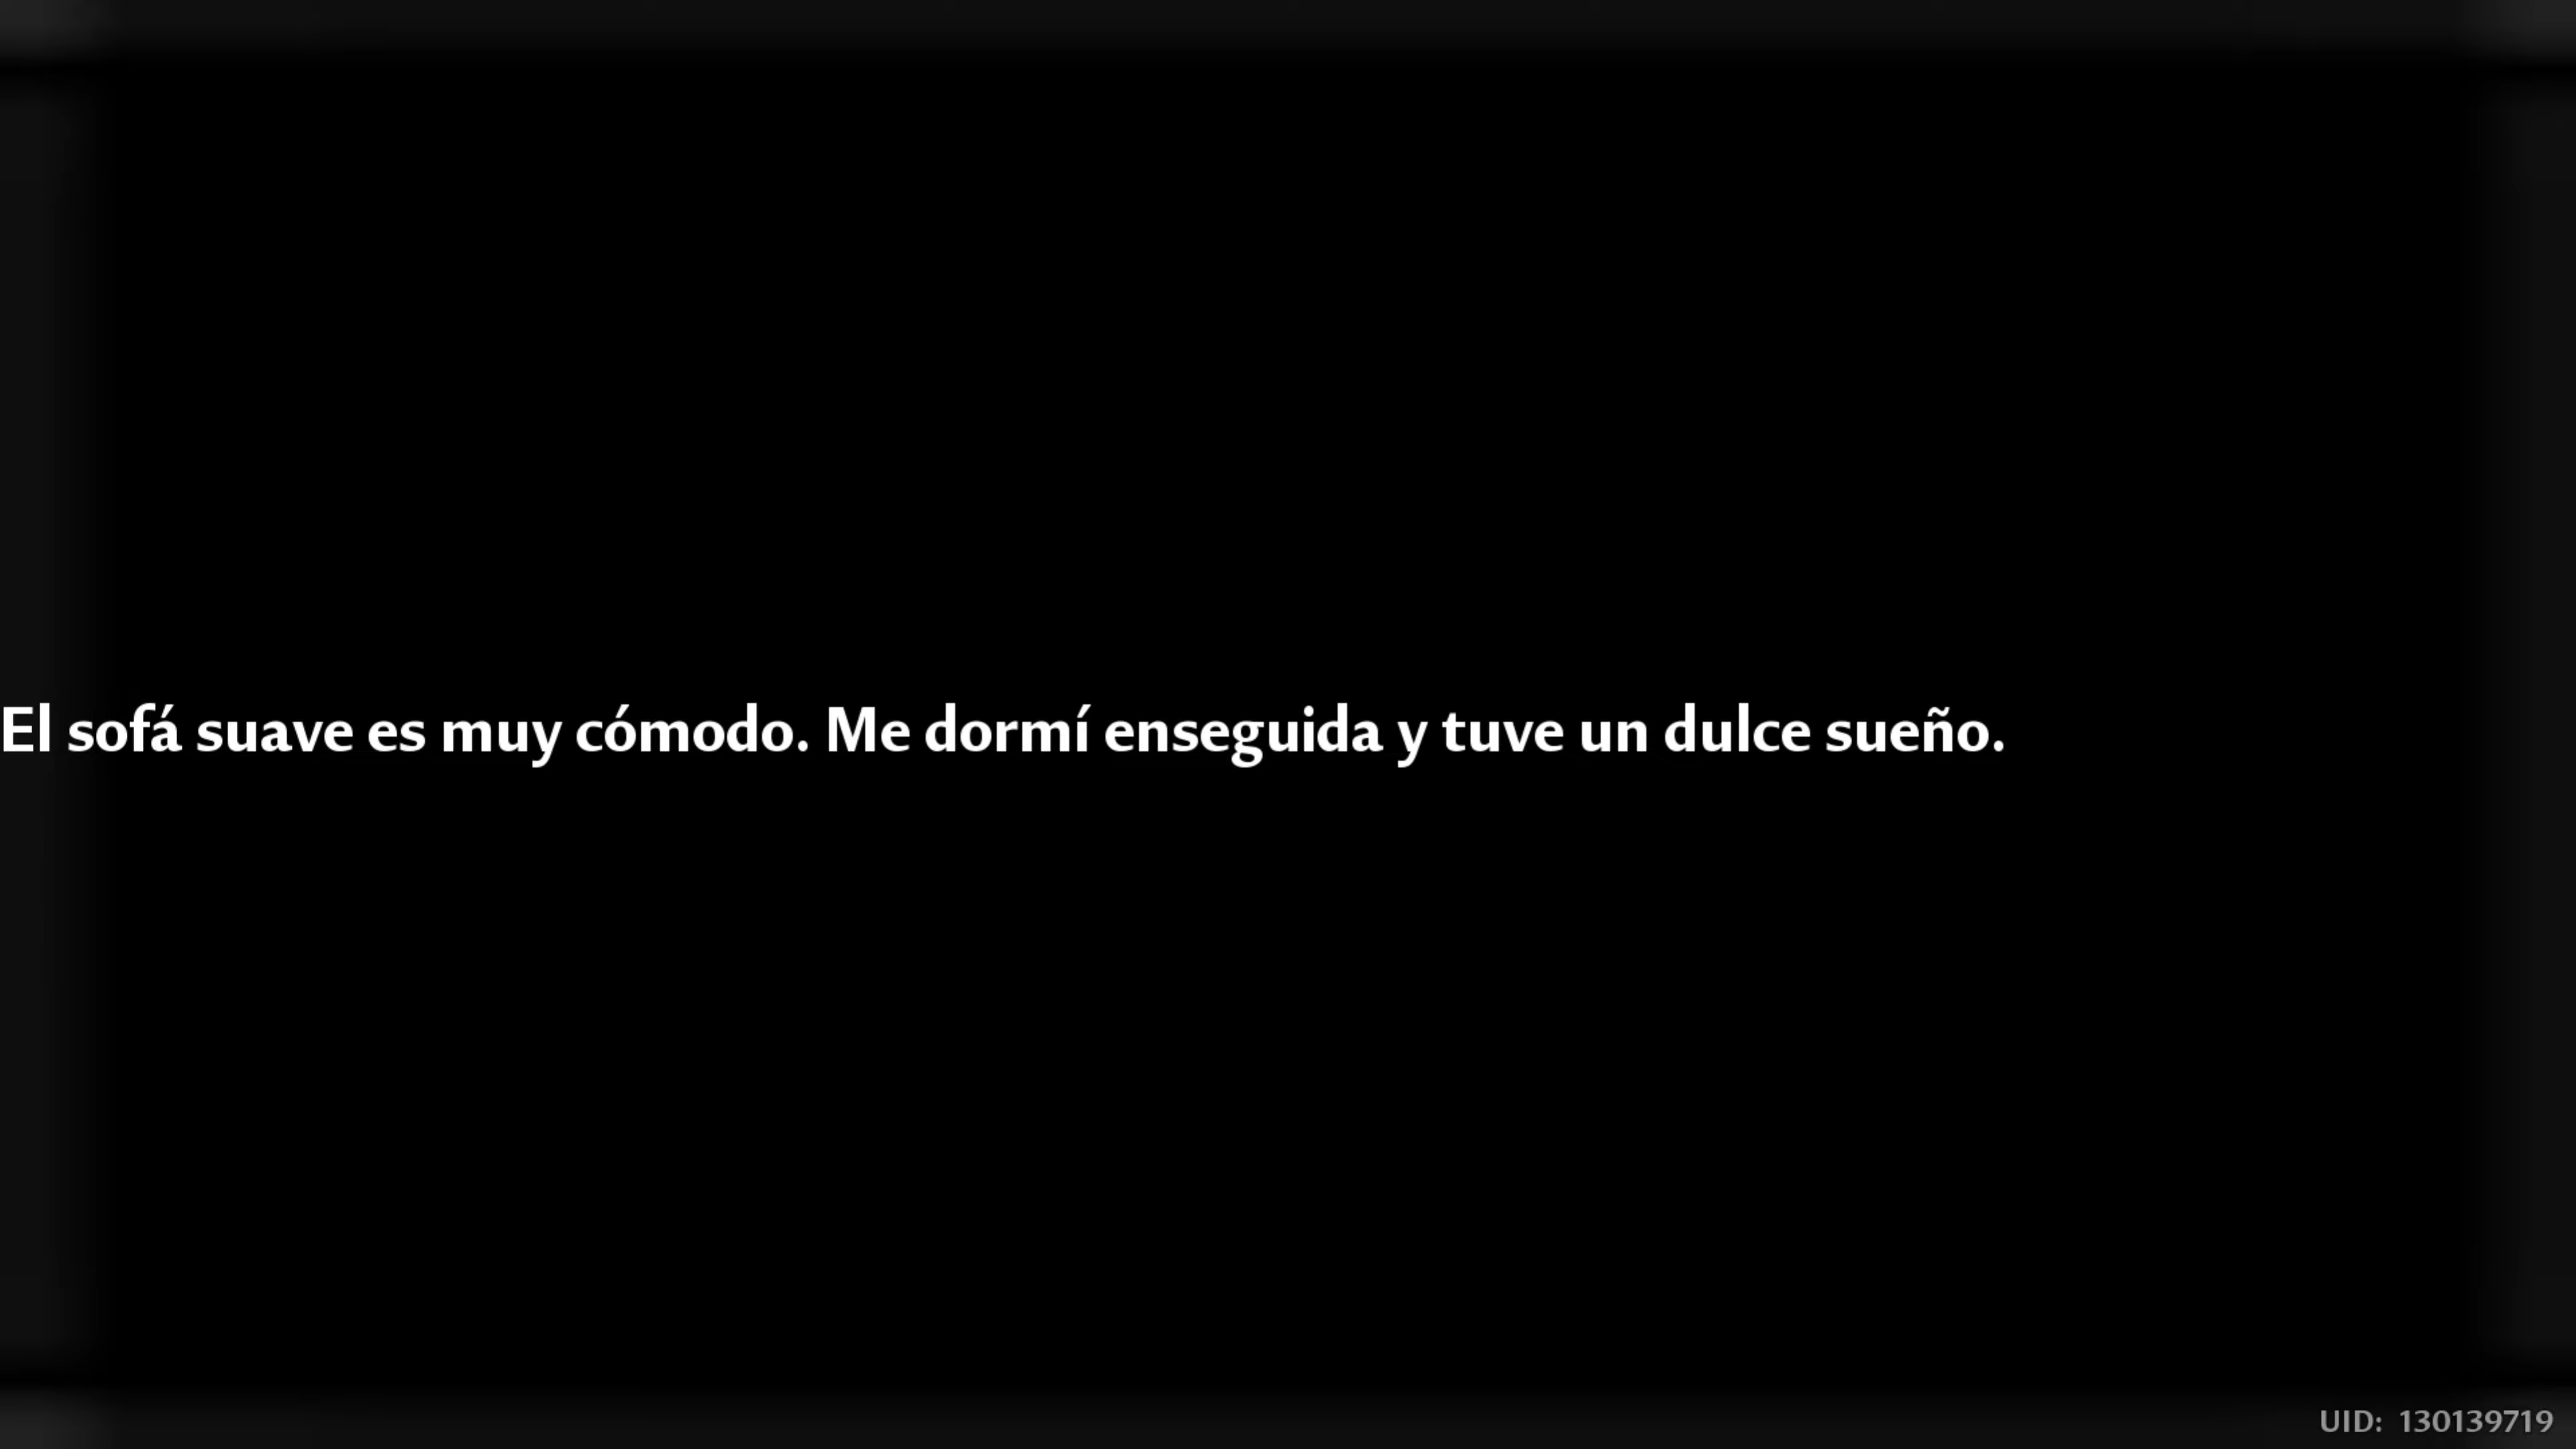 El sofá suave es muy cómodo. Me dormí enseguida y tuve un dulce sueño.
UID: 130139719